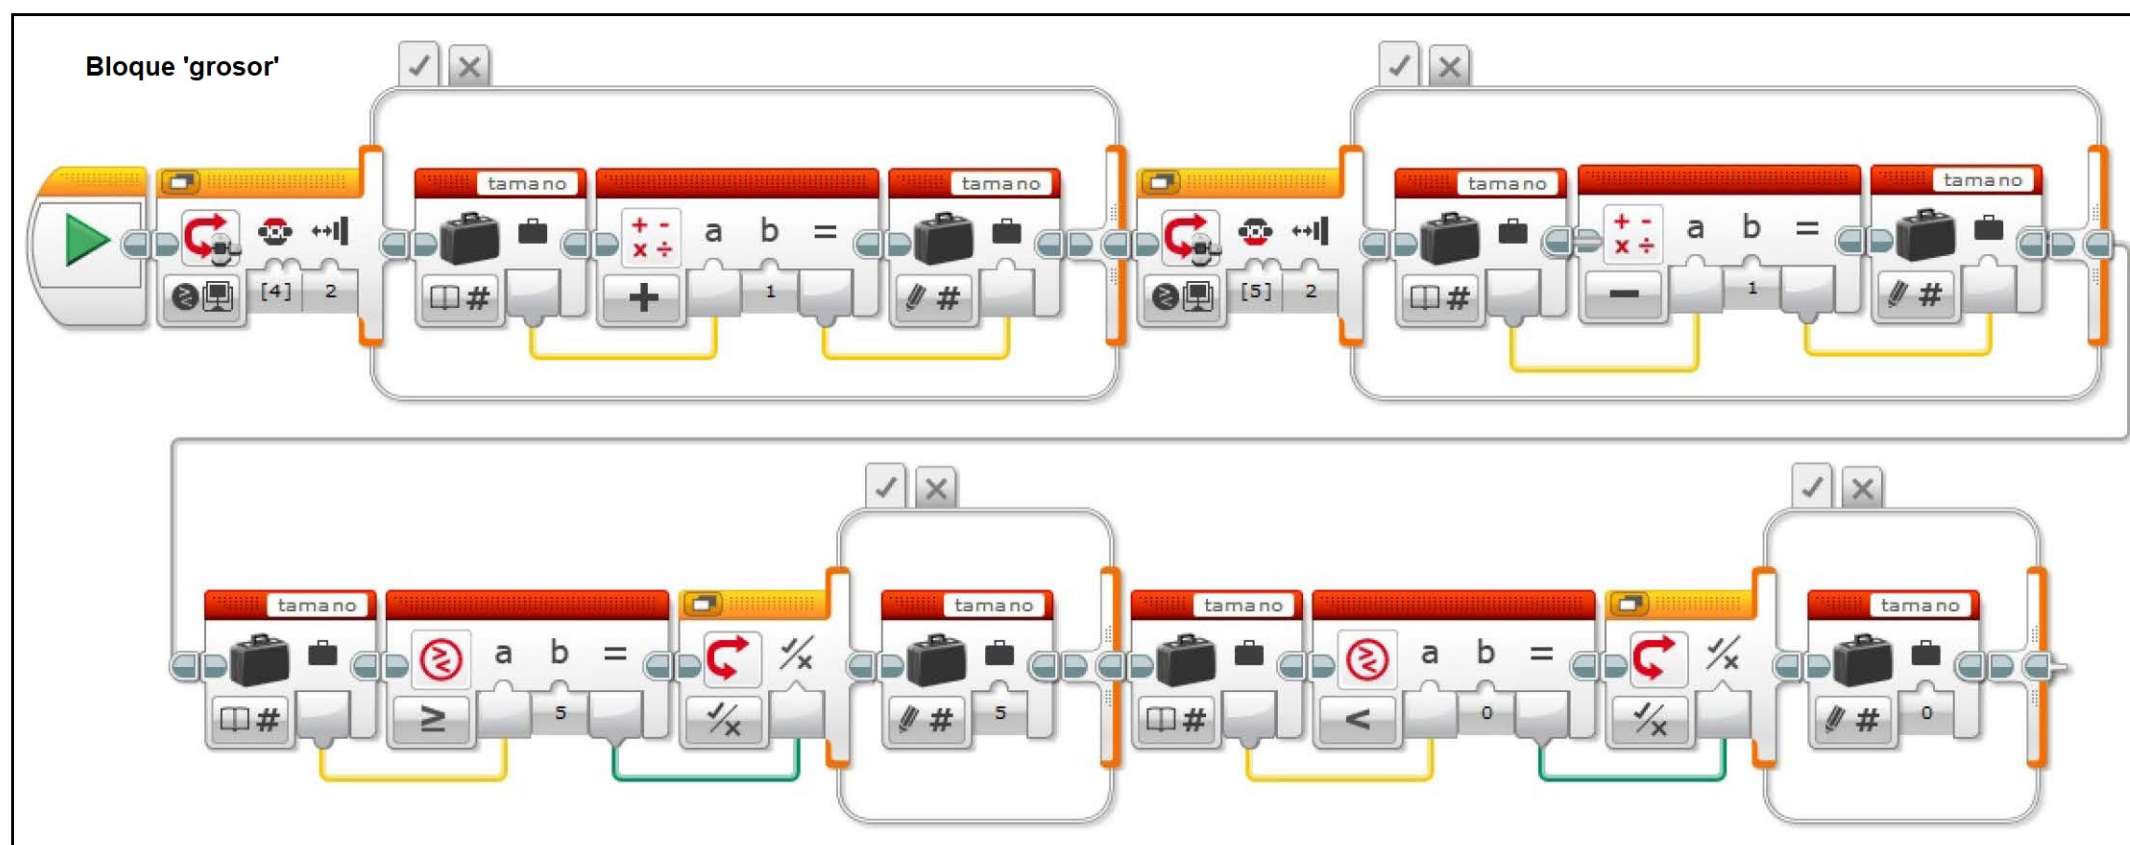 Bloque 'grosor'
tamano
tamano
tamano
tamano
a b =
a b =
[4] 2
#
+
1
#
[5] 2
#
−
1
#
tamano
tamano
tamano
tamano
a b =
a b =
#
≥
5
# 5
#
<
0
# 0